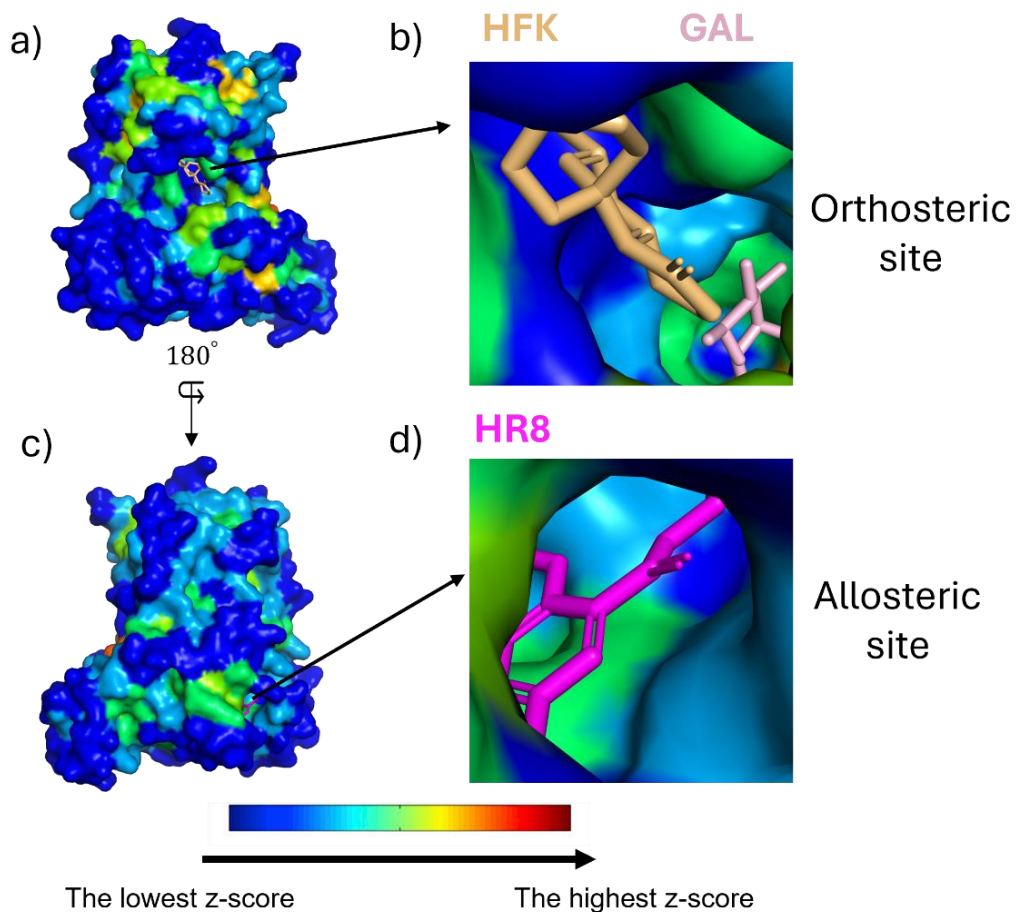 a)
b)
HFK
GAL
Orthosteric
site
180°
c)
d)
HR8
Allosteric
site
The lowest z-score
The highest z-score